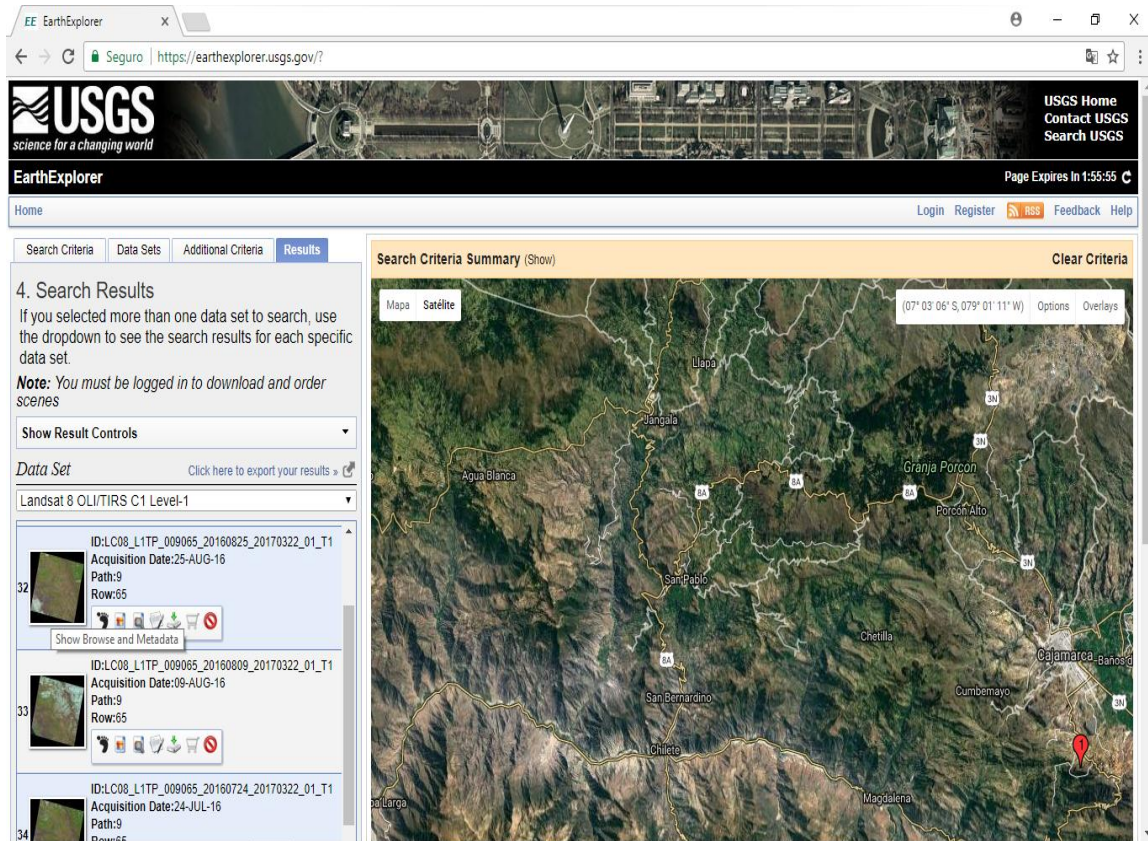 EE EarthExplorer
Seguro | https://earthexplorer.usgs.gov/?
USGS
science for a changing world
USGS Home
Contact USGS
Search USGS
EarthExplorer
Page Expires In 1:55:55
Home
Login Register RSS Feedback Help
Search Criteria Data Sets Additional Criteria Results
4. Search Results
If you selected more than one data set to search, use
the dropdown to see the search results for each specific
data set.
Note: You must be logged in to download and order
scenes
Show Result Controls
Data Set
Click here to export your results »
Landsat 8 OLI/TIRS C1 Level-1
32
ID:LC08_L1TP_009065_20160825_20170322_01_T1
Acquisition Date:25-AUG-16
Path:9
Row:65
Show Browse and Metadata
33
ID:LC08_L1TP_009065_20160809_20170322_01_T1
Acquisition Date:09-AUG-16
Path:9
Row:65
34
ID:LC08_L1TP_009065_20160724_20170322_01_T1
Acquisition Date:24-JUL-16
Path:9
Row:65
Search Criteria Summary (Show)
Clear Criteria
Mapa Satélite
(07° 03' 06" S, 079° 01' 11" W) Options Overlays
Llapa
3N
Jangala
3N
Agua Blanca
Granja Porcon
8A
8A
8A
Porcón Alto
3N
San Pablo
Chetilla
8A
Cajamarca
Baños d
San Bernardino
Cumbemayo
3N
Chilete
1
pa Larga
Magdalena